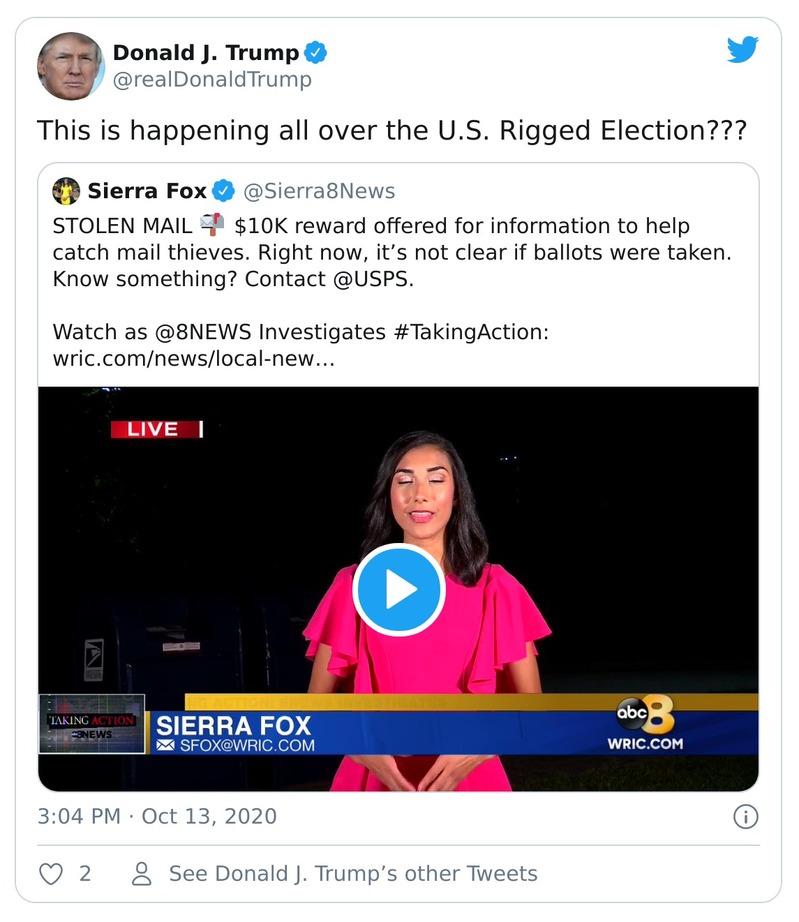 Donald J. Trump
@realDonaldTrump
This is happening all over the U.S. Rigged Election???
Sierra Fox @Sierra8News
STOLEN MAIL 📬 $10K reward offered for information to help
catch mail thieves. Right now, it’s not clear if ballots were taken.
Know something? Contact @USPS.
Watch as @8NEWS Investigates #TakingAction:
wric.com/news/local-new…
LIVE
TAKING ACTION
8NEWS
SIERRA FOX
SFOX@WRIC.COM
abc 8
WRIC.COM
3:04 PM · Oct 13, 2020
2 See Donald J. Trump’s other Tweets